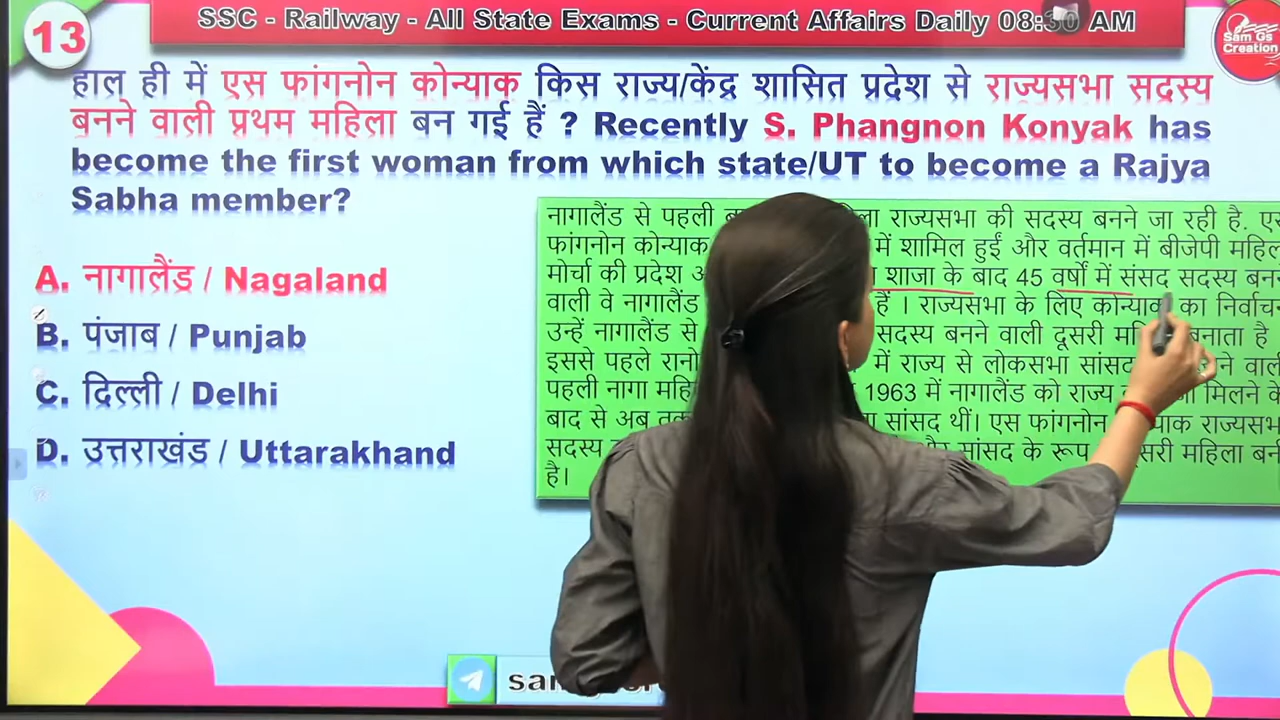 13
SSC - Railway - All State Exams - Current Affairs Daily 08:30 AM
Sam Gs
Creation
हाल ही में एस फांगनोन कोन्याक किस राज्य/केंद्र शासित प्रदेश से राज्यसभा सदस्य
बनने वाली प्रथम महिला बन गई हैं ? Recently S. Phangnon Konyak has
become the first woman from which state/UT to become a Rajya
Sabha member?
A. नागालैंड / Nagaland
B. पंजाब / Punjab
C. दिल्ली / Delhi
D. उत्तराखंड / Uttarakhand
नागालैंड से पहली राज्यसभा की सदस्य बनने जा रही है.
फांगनोन कोन्याक में शामिल हुईं और वर्तमान में बीजेपी
मोर्चा की प्रदेश शाजा के बाद 45 वर्षों में संसद सदस्य
वाली वे नागालैंड हैं । राज्यसभा के लिए कोन्याक का
उन्हें नागालैंड से सदस्य बनने वाली दूसरी बनाता है
इससे पहले में राज्य से लोकसभा
पहली नागा 1963 में नागालैंड को राज्य मिलने
बाद से अब सांसद थीं। एस फांगनोन
सदस्य सांसद के रूप महिला
है।